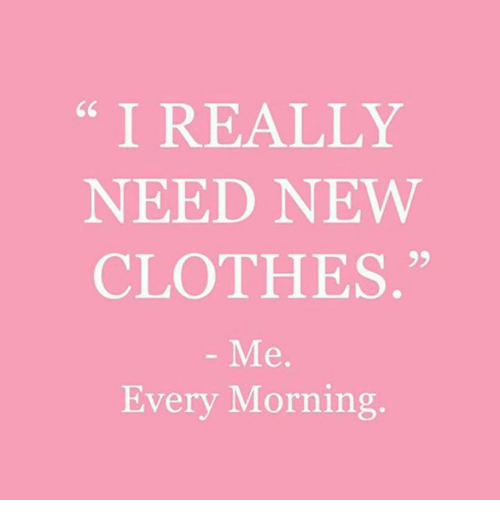 “ I REALLY
NEED NEW
CLOTHES.”
- Me.
Every Morning.